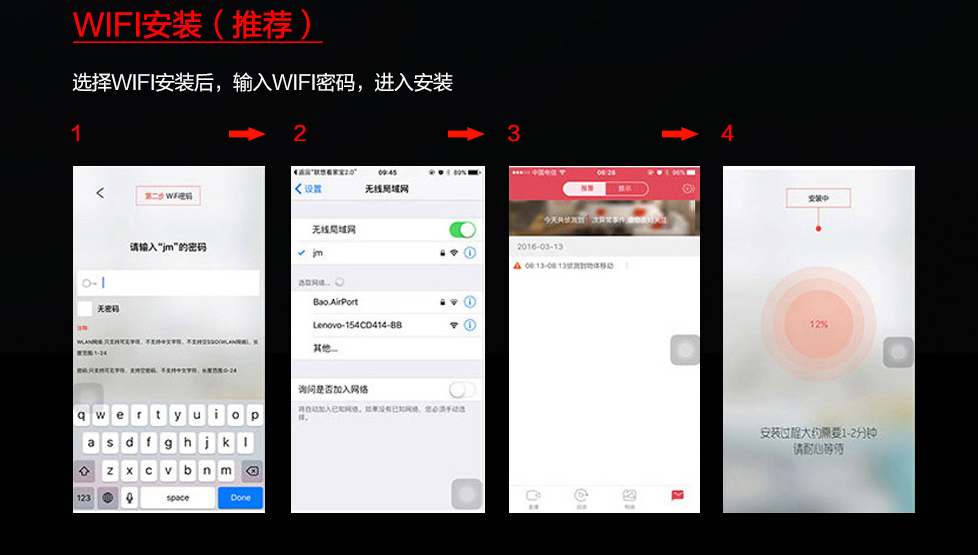 WIFI安装（推荐）
选择WIFI安装后，输入WIFI密码，进入安装
1
2
3
4
第二步 WiFi密码
请输入“jm”的密码
无密码
注释:
WLAN网络:只支持可见字符、不支持中文字符、不支持空SSID(WLAN网络)、长
度范围:1-24
密码:只支持可见字符、支持空密码、不支持中文字符、长度范围:0-24
q w e r t y u i o p
a s d f g h j k l
z x c v b n m
123
space
Done
返回“联想看家宝2.0”
09:45
89%
设置
无线局域网
无线局域网
jm
选取网络...
Bao.AirPort
Lenovo-154CD414-BB
其他...
询问是否加入网络
将自动加入已知网络。如果没有已知网络，您必须手动选
择。
中国电信
08:28
96%
报警
提示
今天共侦测到1次异常事件
2016-03-13
08:13-08:13侦测到物体移动
安装中
12%
安装过程大约需要1-2分钟
请耐心等待